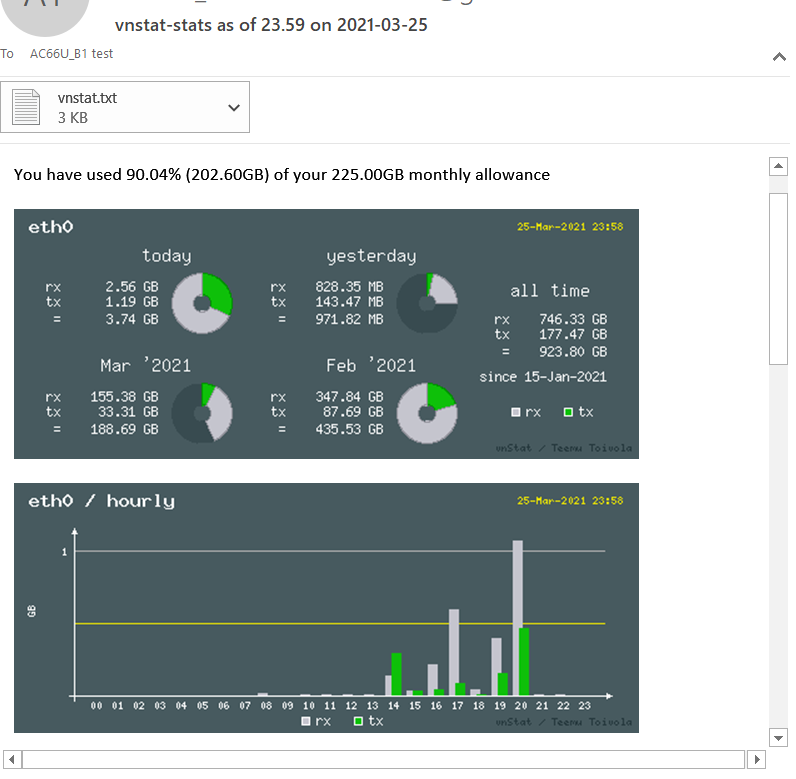 vnstat-stats as of 23.59 on 2021-03-25
To AC66U_B1 test
vnstat.txt
3 KB
You have used 90.04% (202.60GB) of your 225.00GB monthly allowance
eth0 25-Mar-2021 23:58
today
rx 2.56 GB
tx 1.19 GB
= 3.74 GB
yesterday
rx 828.35 MB
tx 143.47 MB
= 971.82 MB
all time
rx 746.33 GB
tx 177.47 GB
= 923.80 GB
since 15-Jan-2021
Mar '2021
rx 155.38 GB
tx 33.31 GB
= 188.69 GB
Feb '2021
rx 347.84 GB
tx 87.69 GB
= 435.53 GB
rx tx
vnStat / Teemu Toivola
eth0 / hourly 25-Mar-2021 23:58
1
GB
00 01 02 03 04 05 06 07 08 09 10 11 12 13 14 15 16 17 18 19 20 21 22 23
rx tx
vnStat / Teemu Toivola